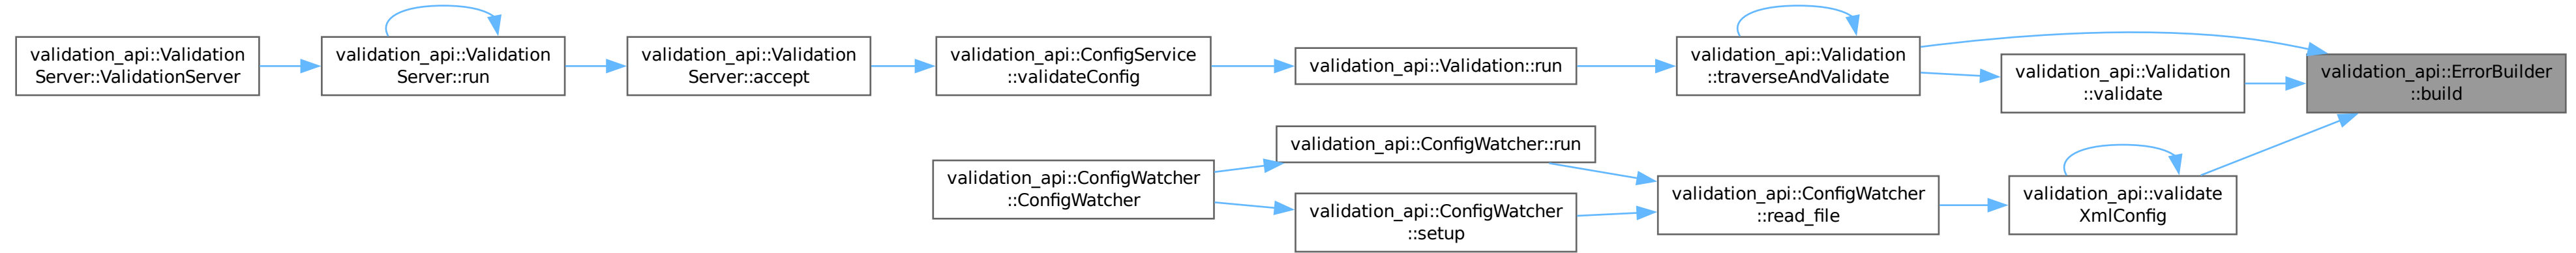 validation_api::Validation
Server::ValidationServer
validation_api::Validation
Server::run
validation_api::Validation
Server::accept
validation_api::ConfigService
::validateConfig
validation_api::Validation::run
validation_api::Validation
::traverseAndValidate
validation_api::Validation
::validate
validation_api::ErrorBuilder
::build
validation_api::ConfigWatcher
::ConfigWatcher
validation_api::ConfigWatcher::run
validation_api::ConfigWatcher
::setup
validation_api::ConfigWatcher
::read_file
validation_api::validate
XmlConfig